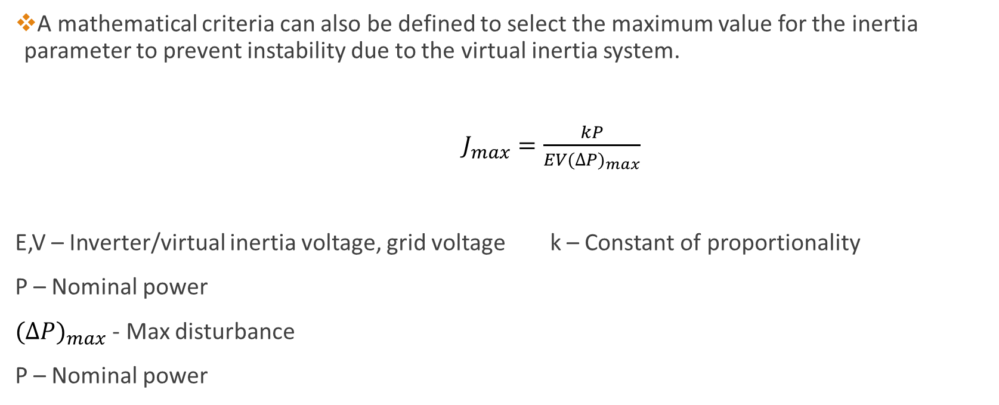 ❖A mathematical criteria can also be defined to select the maximum value for the inertia
parameter to prevent instability due to the virtual inertia system.
J_{max} = \frac{kP}{EV(ΔP)_{max}}
E,V – Inverter/virtual inertia voltage, grid voltage k – Constant of proportionality
P – Nominal power
(ΔP)_{max} - Max disturbance
P – Nominal power